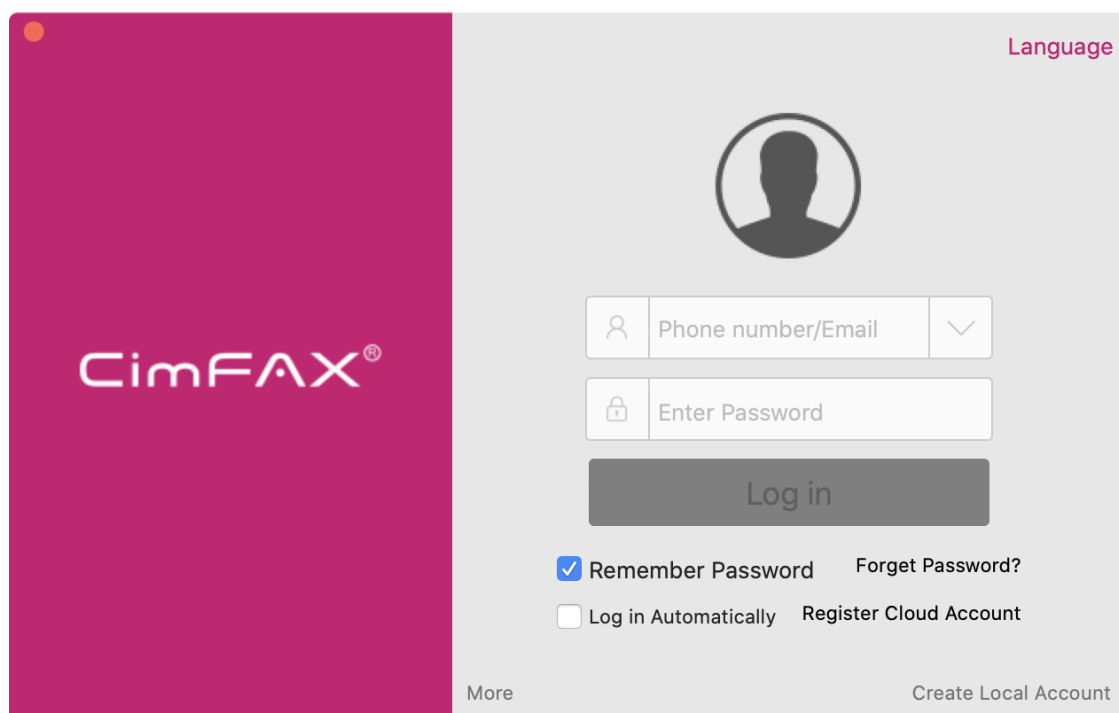 Language
CimFAX®
Phone number/Email
Enter Password
Log in
Remember Password
Forget Password?
Log in Automatically
Register Cloud Account
More
Create Local Account